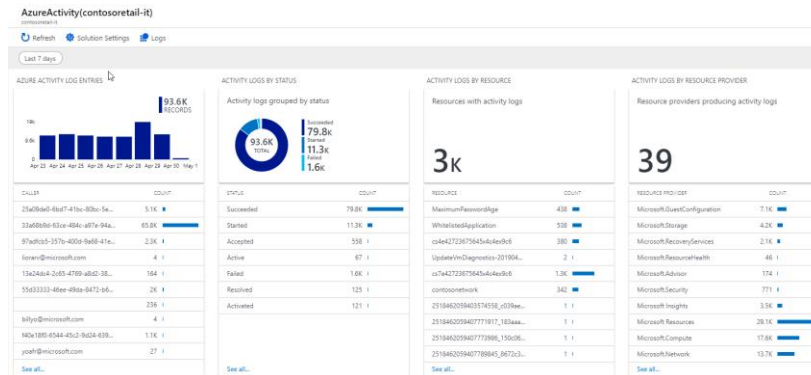 AzureActivity(contosoretail-it)
contosoretail-it
Refresh Solution Settings Logs
Last 7 days
AZURE ACTIVITY LOG ENTRIES
93.6K
RECORDS
Apr 23 Apr 24 Apr 25 Apr 26 Apr 27 Apr 28 Apr 29 Apr 30 May 1
CALLER COUNT
5.1K
65.8K
2.3K
liorarv@microsoft.com 4
164
2K
236
billyo@microsoft.com 4
1.1K
yoafr@microsoft.com 27
See all...
ACTIVITY LOGS BY STATUS
Activity logs grouped by status
93.6K
TOTAL
Succeeded
79.8K
Started
11.3K
Failed
1.6K
STATUS COUNT
Succeeded 79.8K
Started 11.3K
Accepted 558
Active 67
Failed 1.6K
Resolved 125
Activated 121
See all...
ACTIVITY LOGS BY RESOURCE
Resources with activity logs
3K
RESOURCE COUNT
MaximumPasswordAge 438
WhitelistedApplication 538
380
UpdateVmDiagnostics-201904... 2
1.3K
contosonetwork 342
1
1
1
1
See all...
ACTIVITY LOGS BY RESOURCE PROVIDER
Resource providers producing activity logs
39
RESOURCE PROVIDER COUNT
Microsoft.GuestConfiguration 7.1K
Microsoft.Storage 4.2K
Microsoft.RecoveryServices 2.1K
Microsoft.ResourceHealth 46
Microsoft.Advisor 174
Microsoft.Security 771
Microsoft Insights 3.5K
Microsoft Resources 28.1K
Microsoft.Compute 17.6K
Microsoft.Network 13.7K
See all...